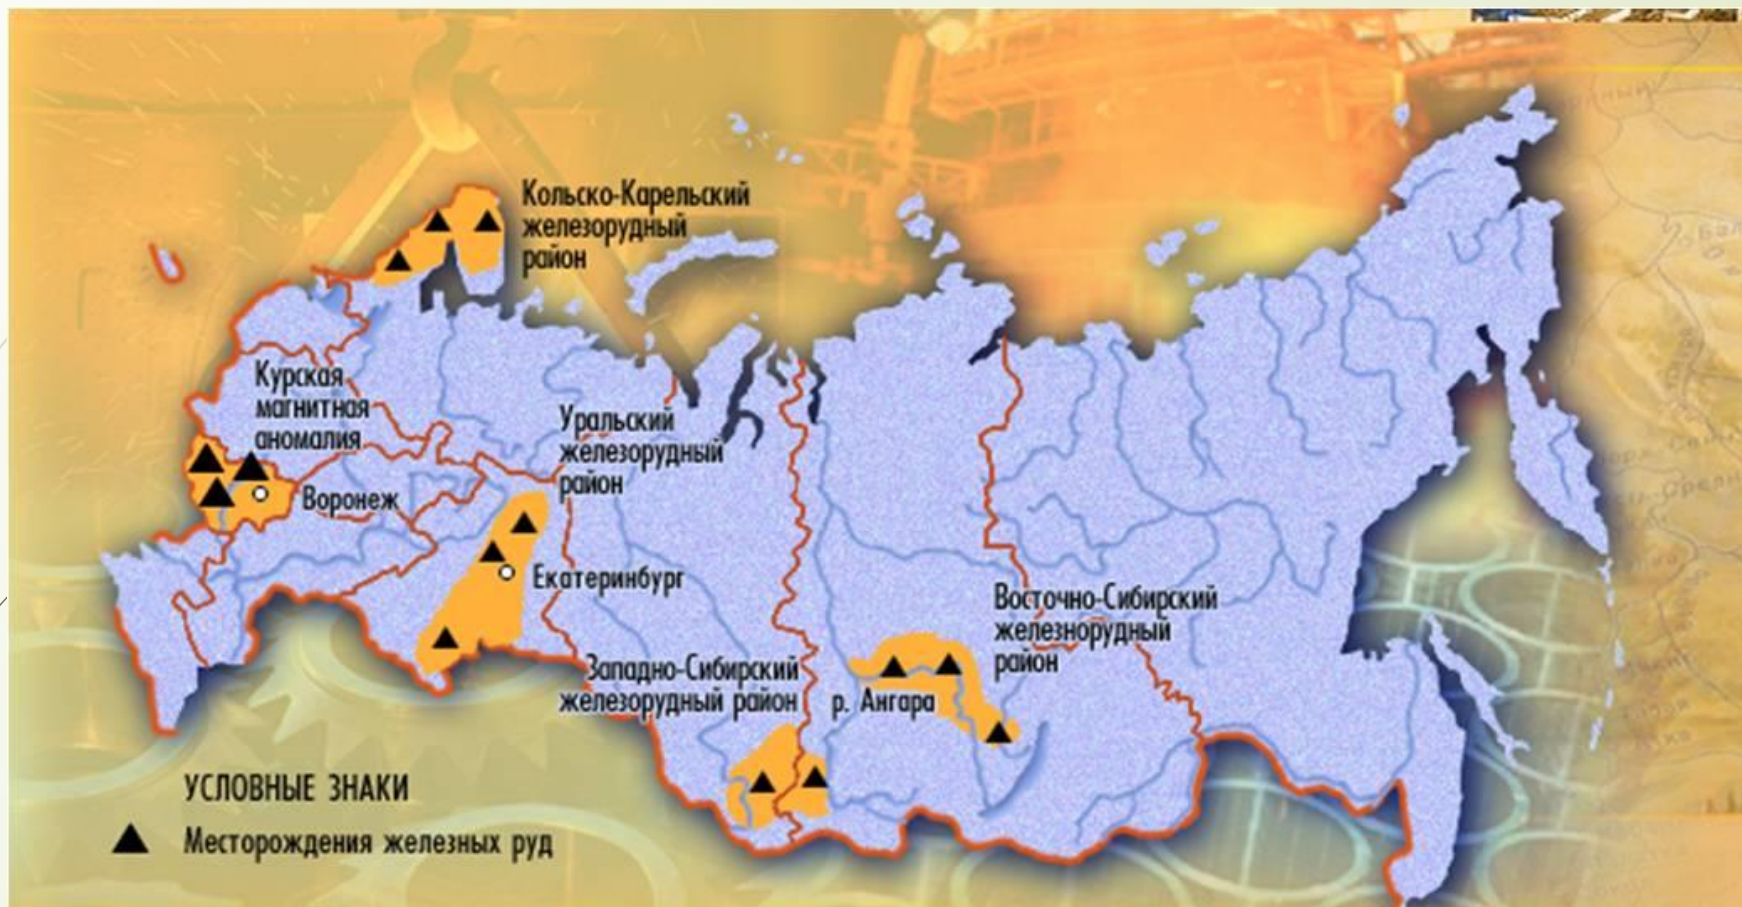 Кольско-Карельский
железорудный
район
Курская
магнитная
аномалия
Воронеж
Уральский
железорудный
район
Екатеринбург
Западно-Сибирский
железорудный район
р. Ангара
Восточно-Сибирский
железнорудный
район
УСЛОВНЫЕ ЗНАКИ
Месторождения железных руд